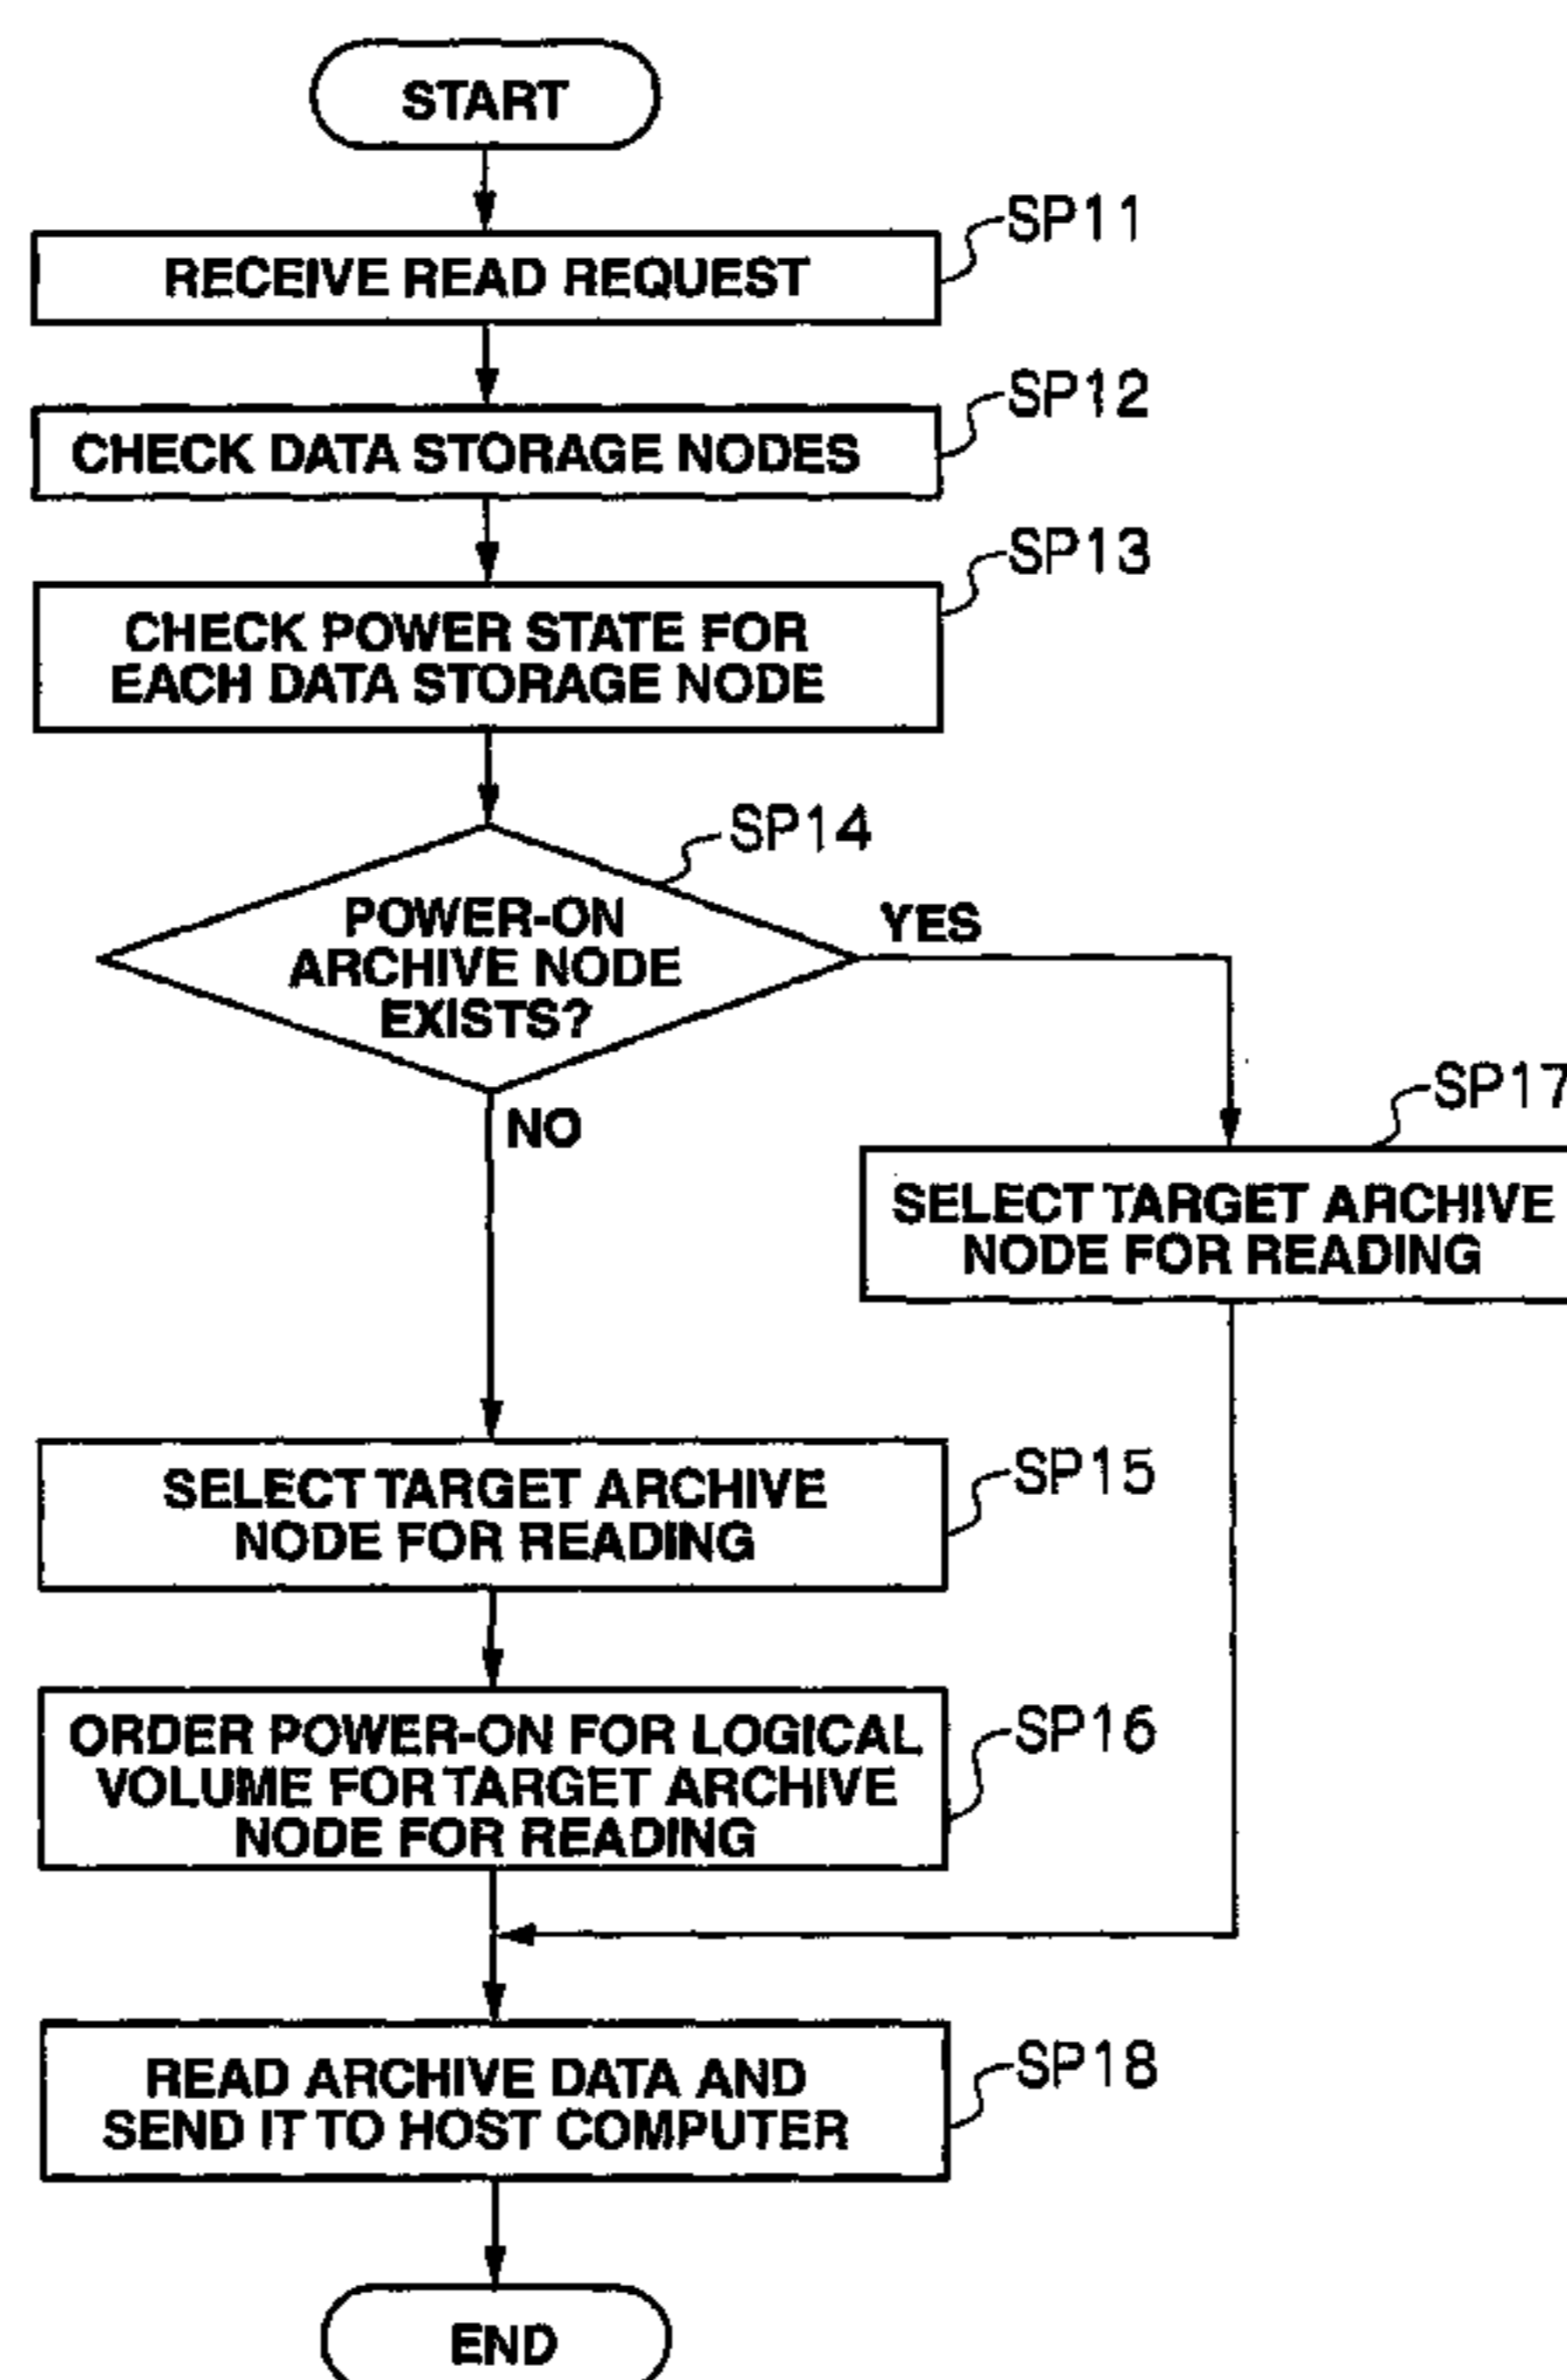 START
SP11
RECEIVE READ REQUEST
SP12
CHECK DATA STORAGE NODES
SP13
CHECK POWER STATE FOR
EACH DATA STORAGE NODE
SP14
POWER-ON
ARCHIVE NODE
EXISTS?
YES
NO
SP17
SELECT TARGET ARCHIVE
NODE FOR READING
SP15
SELECT TARGET ARCHIVE
NODE FOR READING
SP16
ORDER POWER-ON FOR LOGICAL
VOLUME FOR TARGET ARCHIVE
NODE FOR READING
SP18
READ ARCHIVE DATA AND
SEND IT TO HOST COMPUTER
END